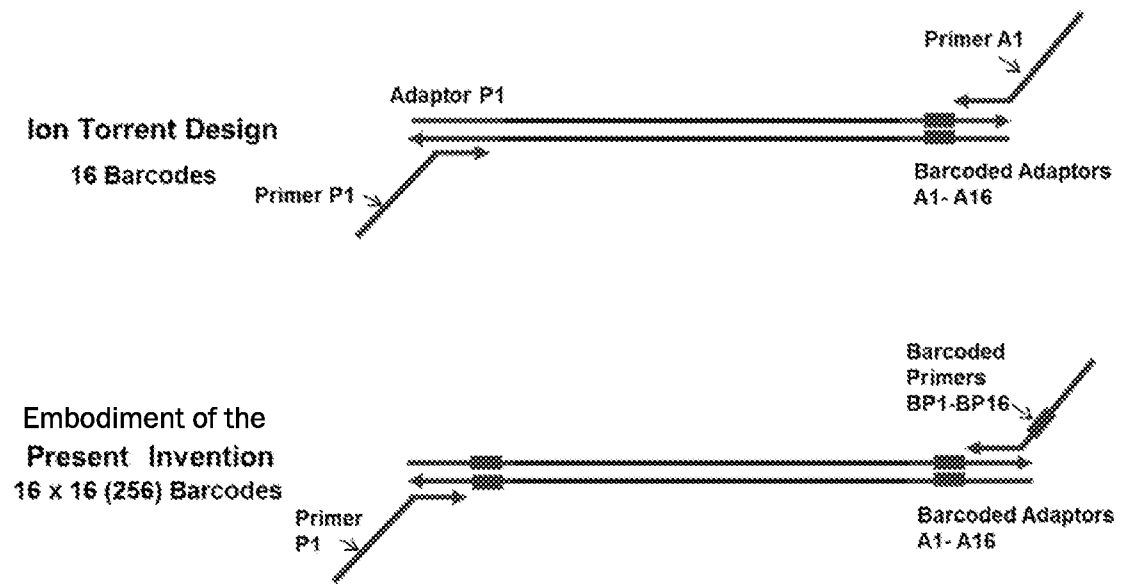 Primer A1
Adaptor P1
Ion Torrent Design
16 Barcodes
Primer P1
Barcoded Adaptors
A1- A16
Barcoded
Primers
BP1-BP16
Embodiment of the
Present Invention
16 x 16 (256) Barcodes
Primer
P1
Barcoded Adaptors
A1- A16